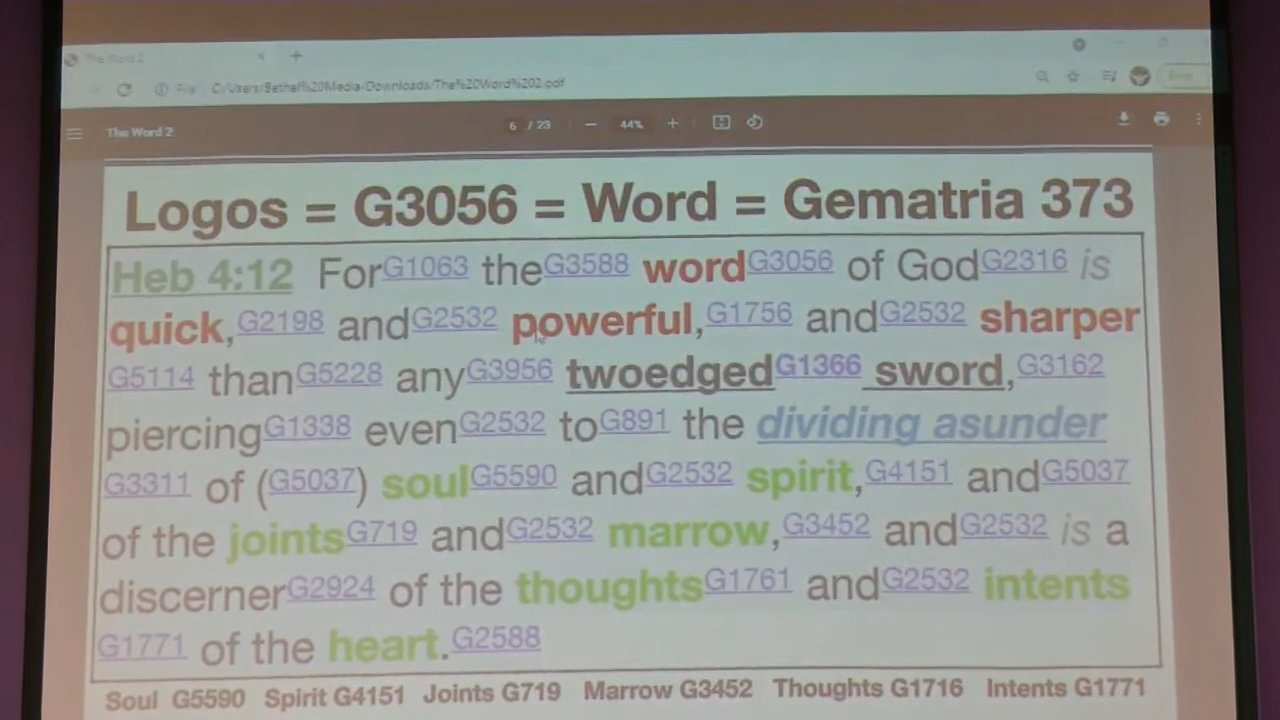 The Word 2
File C:/Users/Bethel%20Media/Downloads/The%20Word%202.pdf
The Word 2 6 / 23 — 44% +
Logos = G3056 = Word = Gematria 373
Heb 4:12 ForG1063 theG3588 wordG3056 of GodG2316 is
quick,G2198 andG2532 powerful,G1756 andG2532 sharper
G5114 thanG5228 anyG3956 twoedgedG1366 sword,G3162
piercingG1338 evenG2532 toG891 the dividing asunder
G3311 of (G5037) soulG5590 andG2532 spirit,G4151 andG5037
of the jointsG719 andG2532 marrow,G3452 andG2532 is a
discernerG2924 of the thoughtsG1761 andG2532 intents
G1771 of the heart.G2588
Soul G5590 Spirit G4151 Joints G719 Marrow G3452 Thoughts G1716 Intents G1771